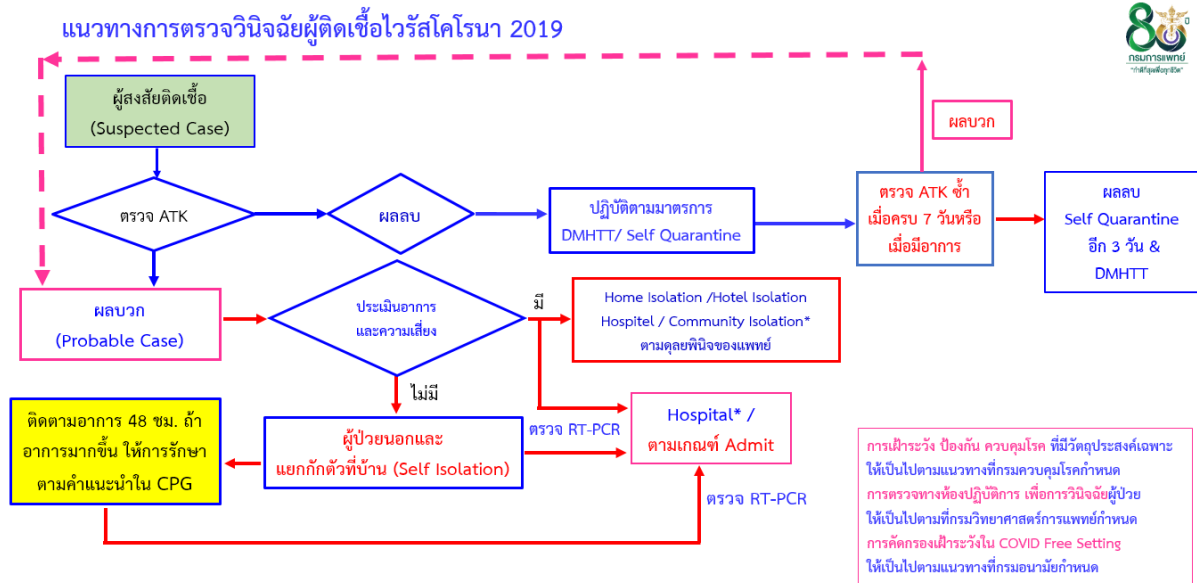 แนวทางการตรวจวินิจฉัยผู้ติดเชื้อไวรัสโคโรนา 2019
80 ปี
กรมการแพทย์
"ทำดีที่สุดเพื่อทุกชีวิต"
ผู้สงสัยติดเชื้อ
(Suspected Case)
ผลบวก
ตรวจ ATK
ผลลบ
ปฏิบัติตามมาตรการ
DMHTT/ Self Quarantine
ตรวจ ATK ซ้ำ
เมื่อครบ 7 วันหรือ
เมื่อมีอาการ
ผลลบ
Self Quarantine
อีก 3 วัน &
DMHTT
ผลบวก
(Probable Case)
ประเมินอาการ
และความเสี่ยง
มี
Home Isolation /Hotel Isolation
Hospitel / Community Isolation*
ตามดุลยพินิจของแพทย์
ไม่มี
ติดตามอาการ 48 ชม. ถ้า
อาการมากขึ้น ให้การรักษา
ตามคำแนะนำใน CPG
ผู้ป่วยนอกและ
แยกกักตัวที่บ้าน (Self Isolation)
ตรวจ RT-PCR
Hospital* /
ตามเกณฑ์ Admit
ตรวจ RT-PCR
การเฝ้าระวัง ป้องกัน ควบคุมโรค ที่มีวัตถุประสงค์เฉพาะ
ให้เป็นไปตามแนวทางที่กรมควบคุมโรคกำหนด
การตรวจทางห้องปฏิบัติการ เพื่อการวินิจฉัยผู้ป่วย
ให้เป็นไปตามที่กรมวิทยาศาสตร์การแพทย์กำหนด
การคัดกรองเฝ้าระวังใน COVID Free Setting
ให้เป็นไปตามแนวทางที่กรมอนามัยกำหนด